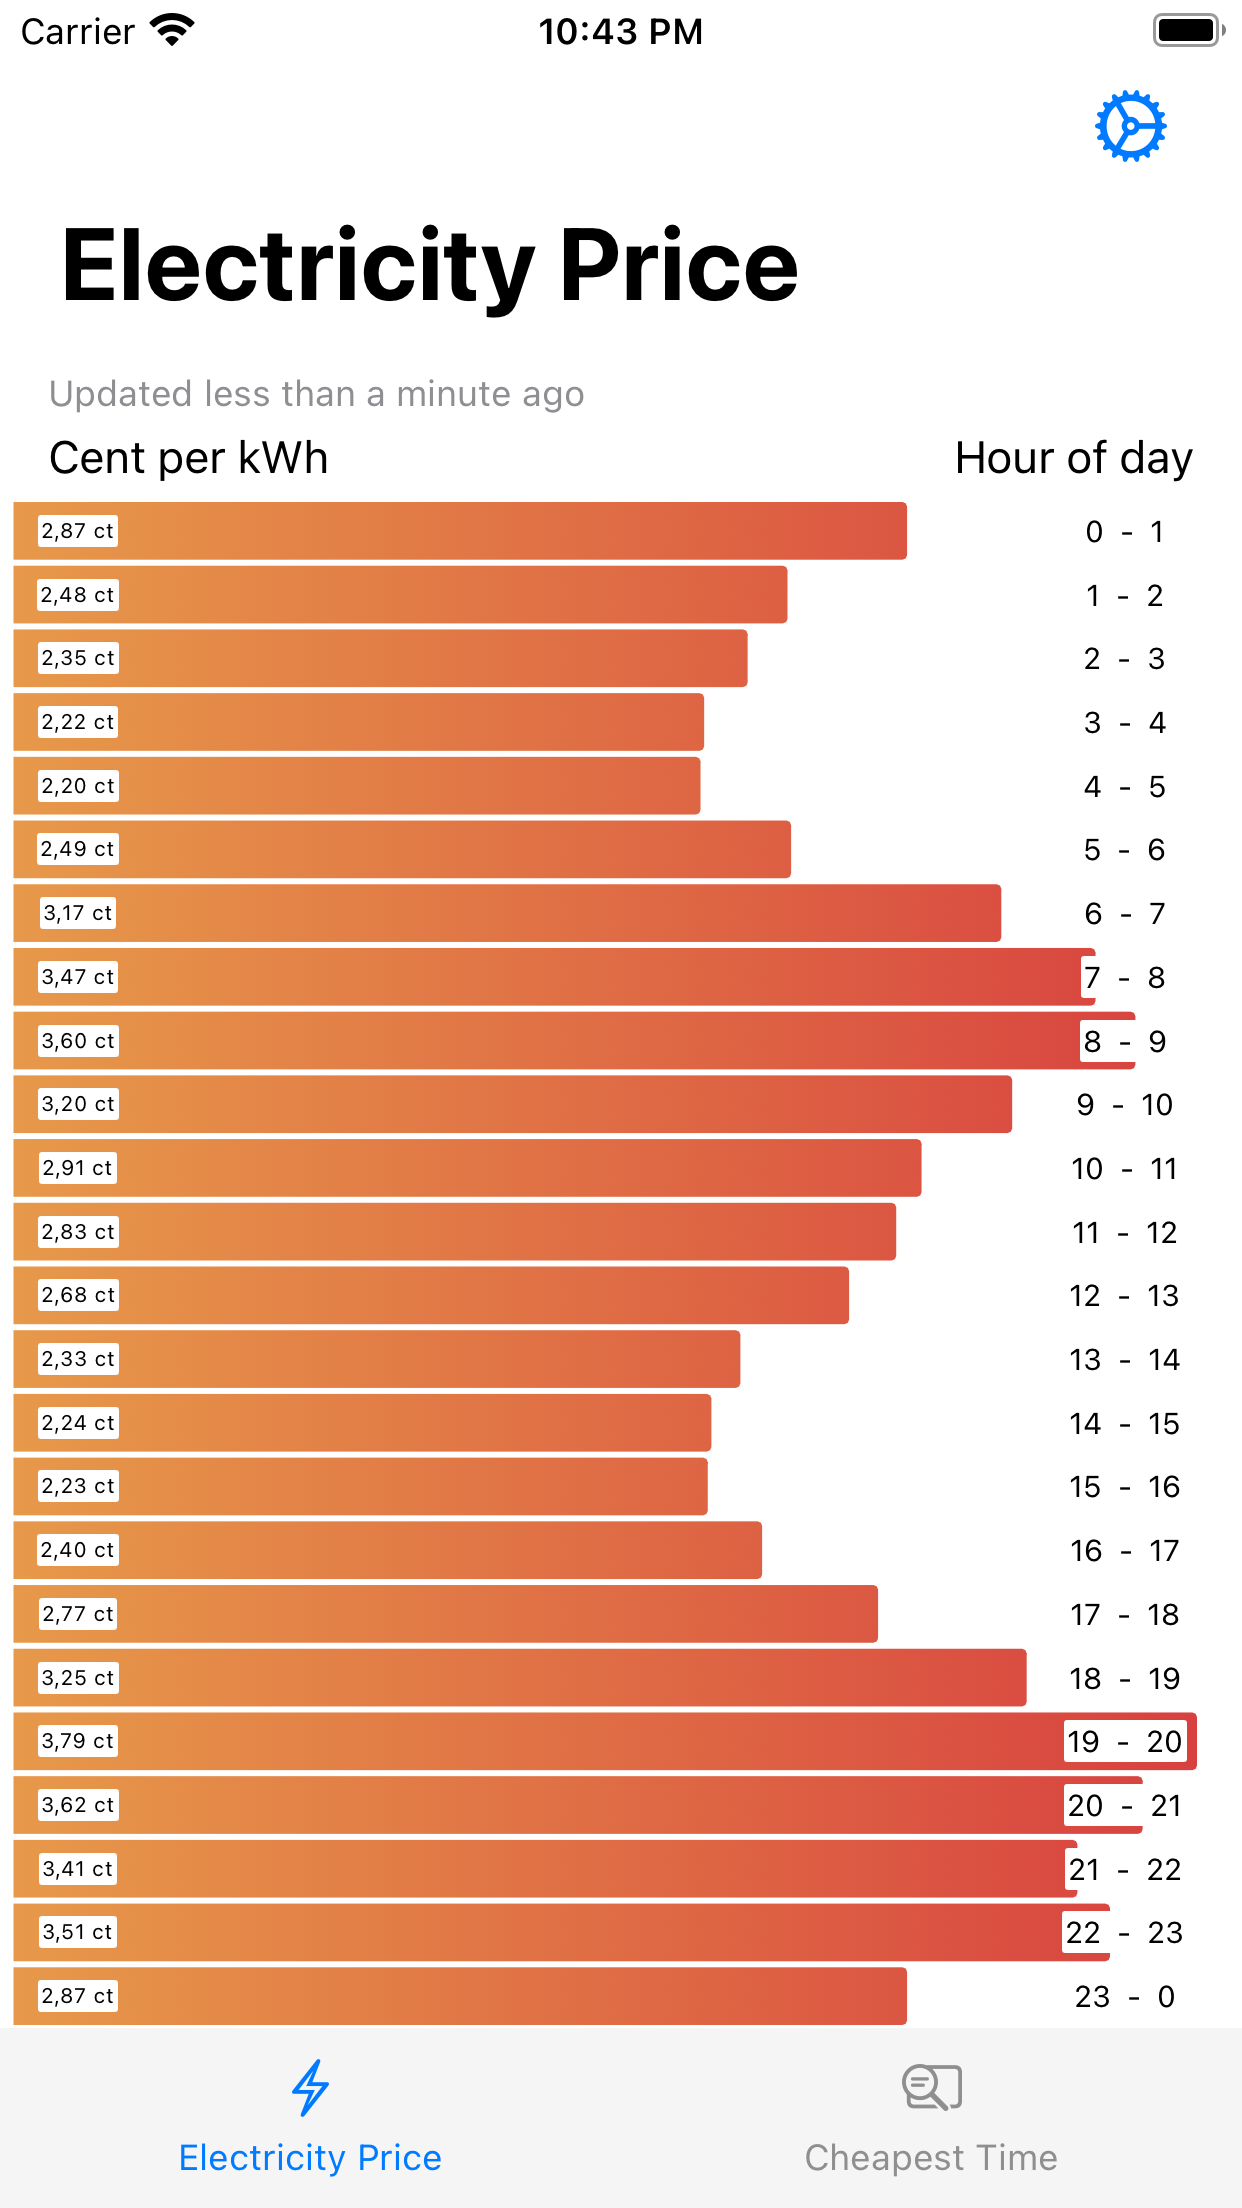 Carrier 10:43 PM
Electricity Price
Updated less than a minute ago
Cent per kWh Hour of day
2,87 ct 0 - 1
2,48 ct 1 - 2
2,35 ct 2 - 3
2,22 ct 3 - 4
2,20 ct 4 - 5
2,49 ct 5 - 6
3,17 ct 6 - 7
3,47 ct 7 - 8
3,60 ct 8 - 9
3,20 ct 9 - 10
2,91 ct 10 - 11
2,83 ct 11 - 12
2,68 ct 12 - 13
2,33 ct 13 - 14
2,24 ct 14 - 15
2,23 ct 15 - 16
2,40 ct 16 - 17
2,77 ct 17 - 18
3,25 ct 18 - 19
3,79 ct 19 - 20
3,62 ct 20 - 21
3,41 ct 21 - 22
3,51 ct 22 - 23
2,87 ct 23 - 0
Electricity Price Cheapest Time